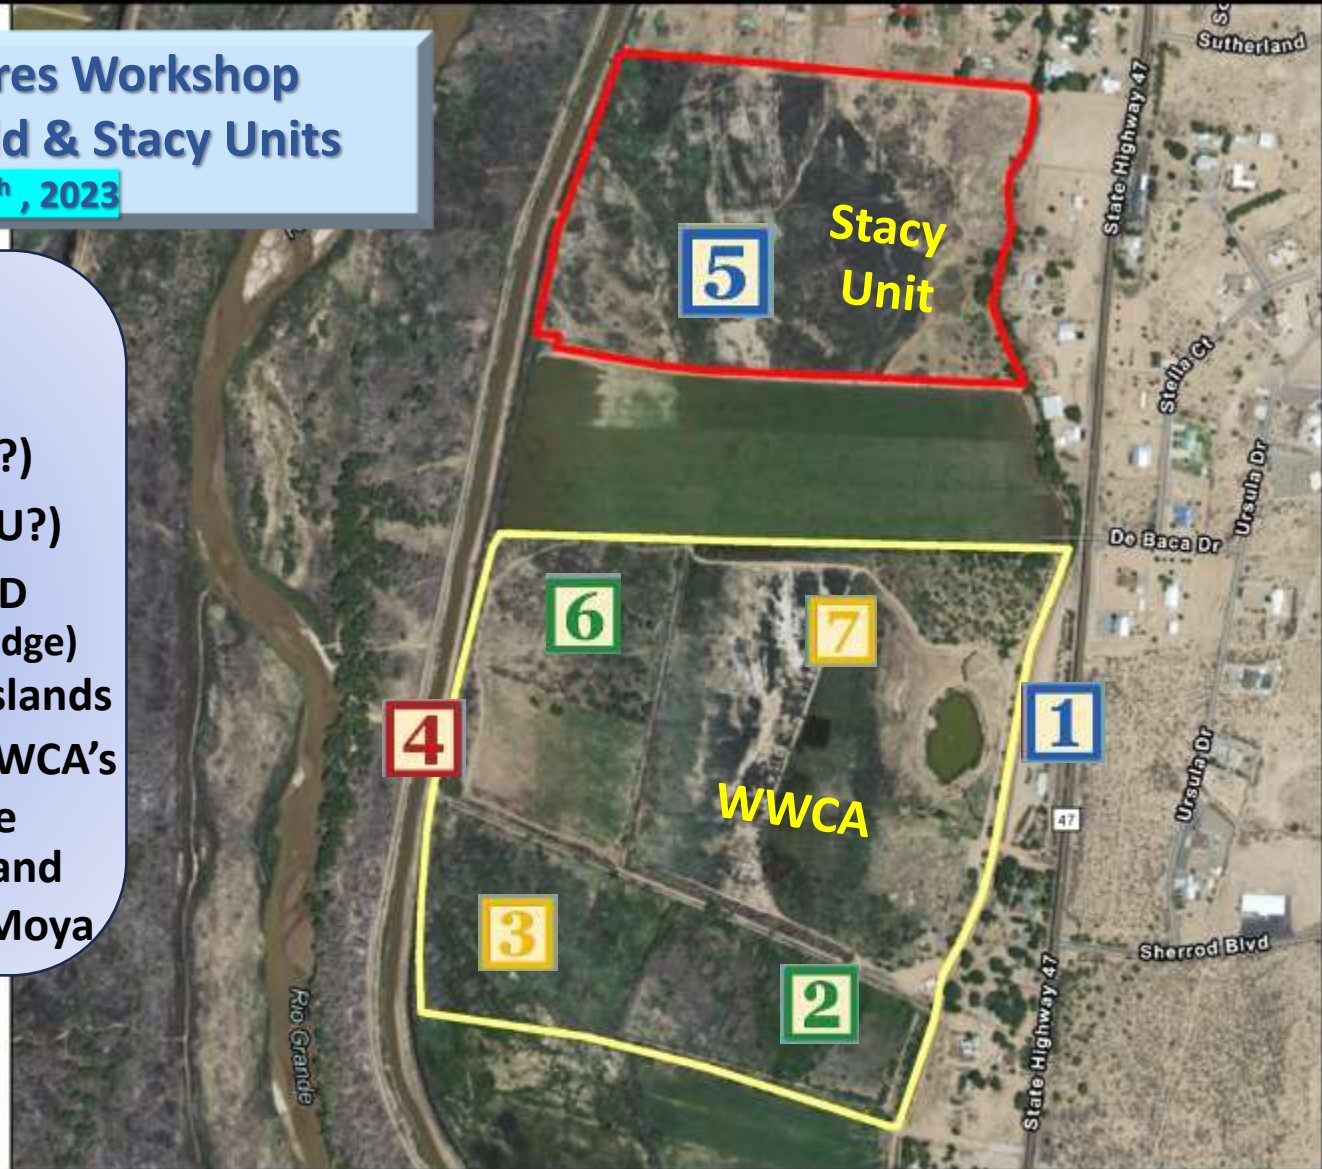 res Workshop
ld & Stacy Units
h , 2023
?)
U?)
D
dge)
slands
WCA's
e
and
Moya
Sutherland
State Highway 47
Stacy
Unit
5
Stella Ct
Ursula Dr
De Baca Dr
6
7
4
1
Ursula Dr
WWCA
47
3
Sherrod Blvd
2
Rio Grande
State Highway 47